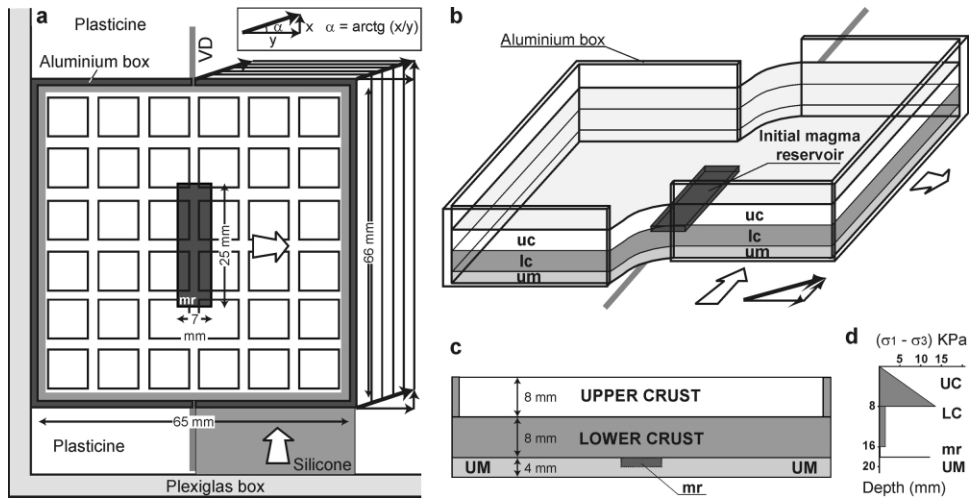 a
Plasticine
VD
α
x
y
α = arctg (x/y)
Aluminium box
66 mm
25 mm
mr
7
mm
65 mm
Plasticine
Silicone
Plexiglas box
b
Aluminium box
Initial magma
reservoir
uc
lc
um
uc
lc
um
c
8 mm
UPPER CRUST
8 mm
LOWER CRUST
UM
4 mm
UM
mr
d
(σ1 - σ3) KPa
5 10 15
UC
8
LC
16
mr
20
UM
Depth (mm)